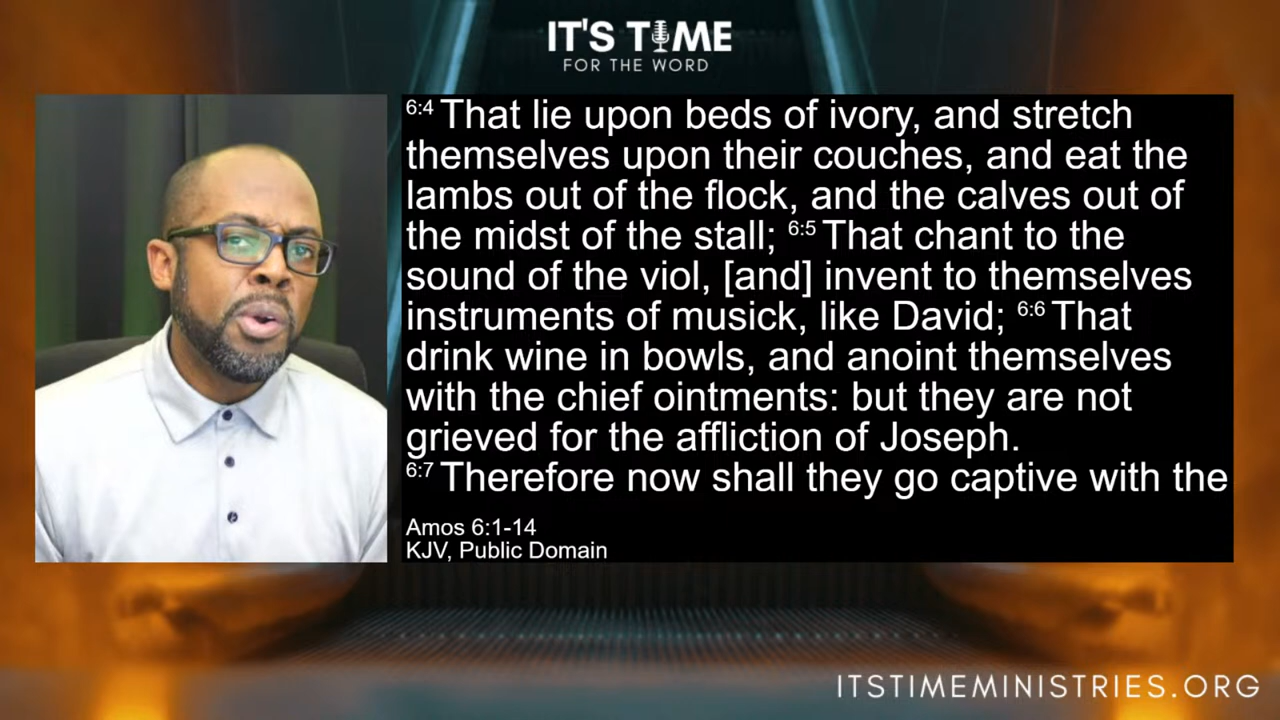 IT'S TIME
FOR THE WORD
6:4 That lie upon beds of ivory, and stretch
themselves upon their couches, and eat the
lambs out of the flock, and the calves out of
the midst of the stall; 6:5 That chant to the
sound of the viol, [and] invent to themselves
instruments of musick, like David; 6:6 That
drink wine in bowls, and anoint themselves
with the chief ointments: but they are not
grieved for the affliction of Joseph.
6:7 Therefore now shall they go captive with the
Amos 6:1-14
KJV, Public Domain
ITSTIMEMINISTRIES.ORG